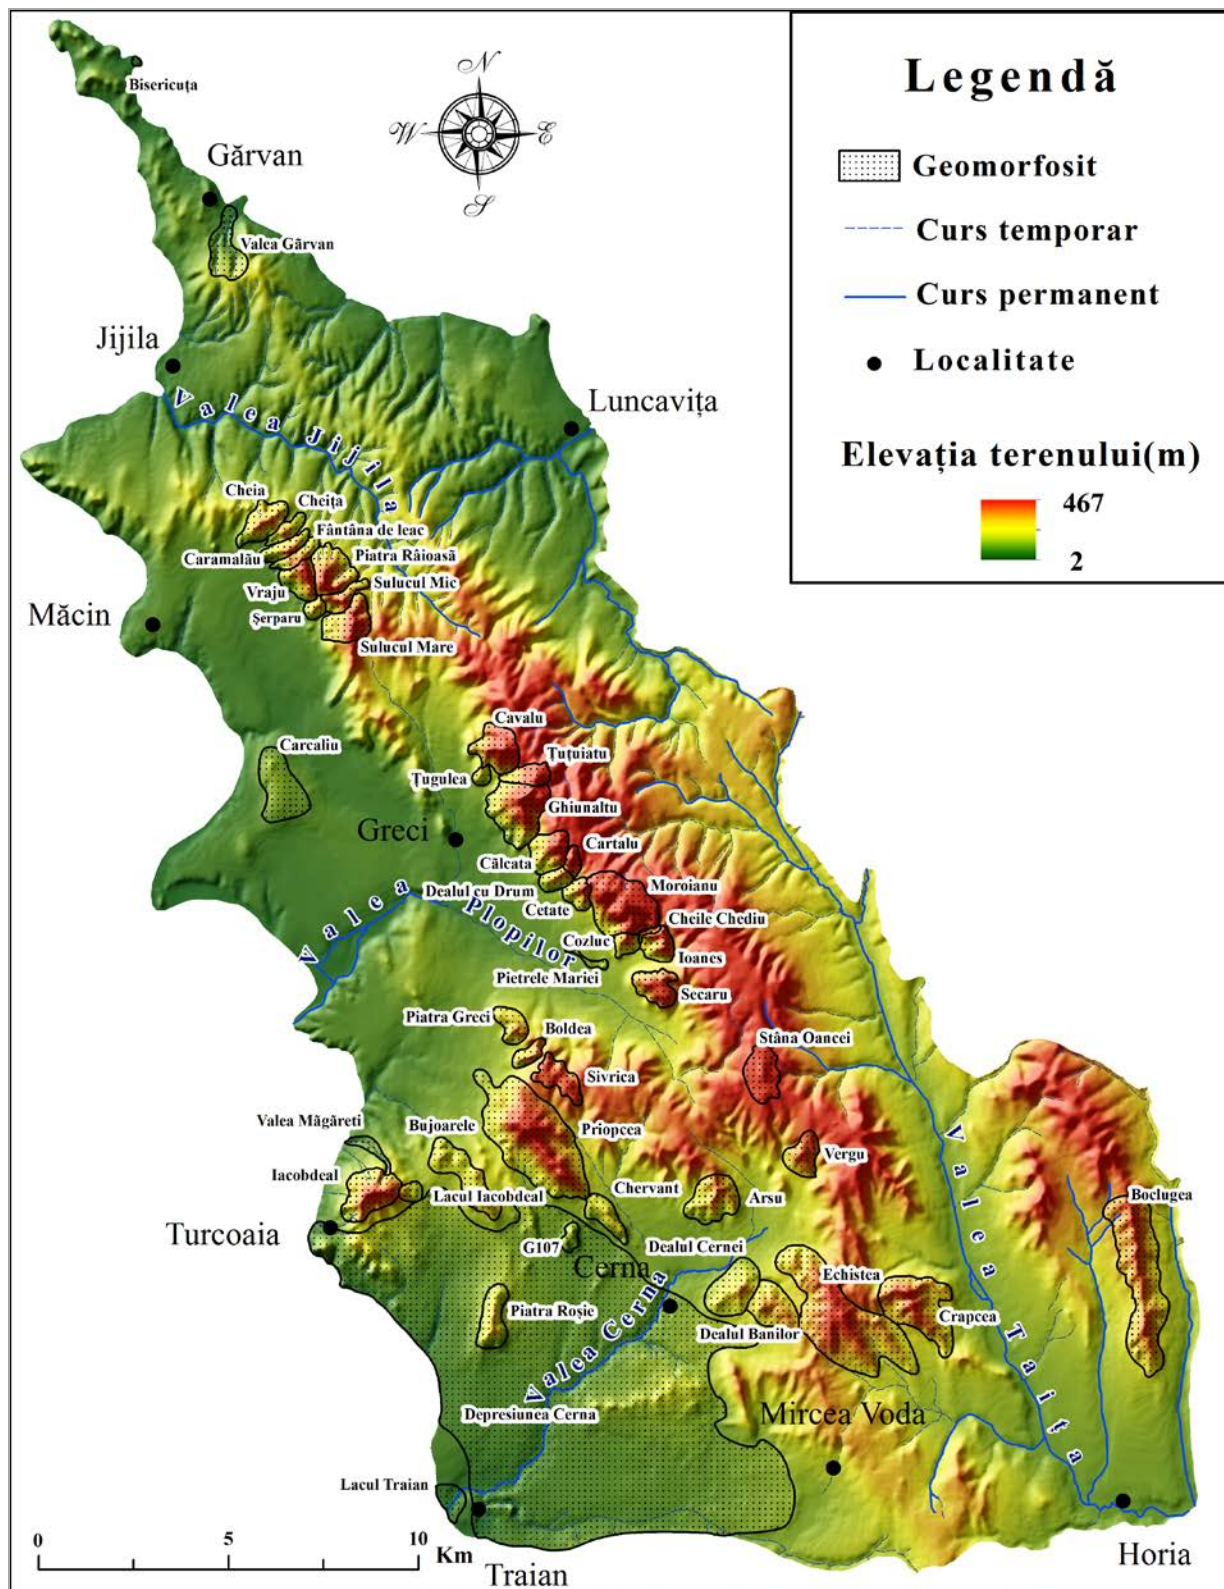 Legendă
Geomorfosit
Curs temporar
Curs permanent
Localitate
Elevația terenului(m)
467
2
N
W
E
S
Bisericuța
Gărvan
Valea Gărvan
Jijila
Valea Jijila
Luncavița
Cheia
Cheița
Fântâna de leac
Caramalău
Piatra Râioasă
Vraju
Sulucul Mic
Șerparu
Măcin
Sulucul Mare
Cavalu
Carcaliu
Țuțuiatu
Țugulea
Ghiunaltu
Greci
Cartalu
Călcata
Moroianu
Dealul cu Drum
Cetate
Cheile Chediu
Valea Plopilor
Cozluc
Ioanes
Pietrele Mariei
Secaru
Piatra Greci
Boldea
Stâna Oancei
Sivrica
Valea Măgăreti
Bujoarele
Priopcea
Vergu
Iacobdeal
Chervant
Arsu
Lacul Iacobdeal
Boclugea
Turcoaia
G107
Dealul Cernei
Cerna
Echistea
Valea Taița
Piatra Roșie
Crapcea
Dealul Banilor
Valea Cerna
Depresiunea Cerna
Mircea Voda
Lacul Traian
0
5
10
Km
Traian
Horia